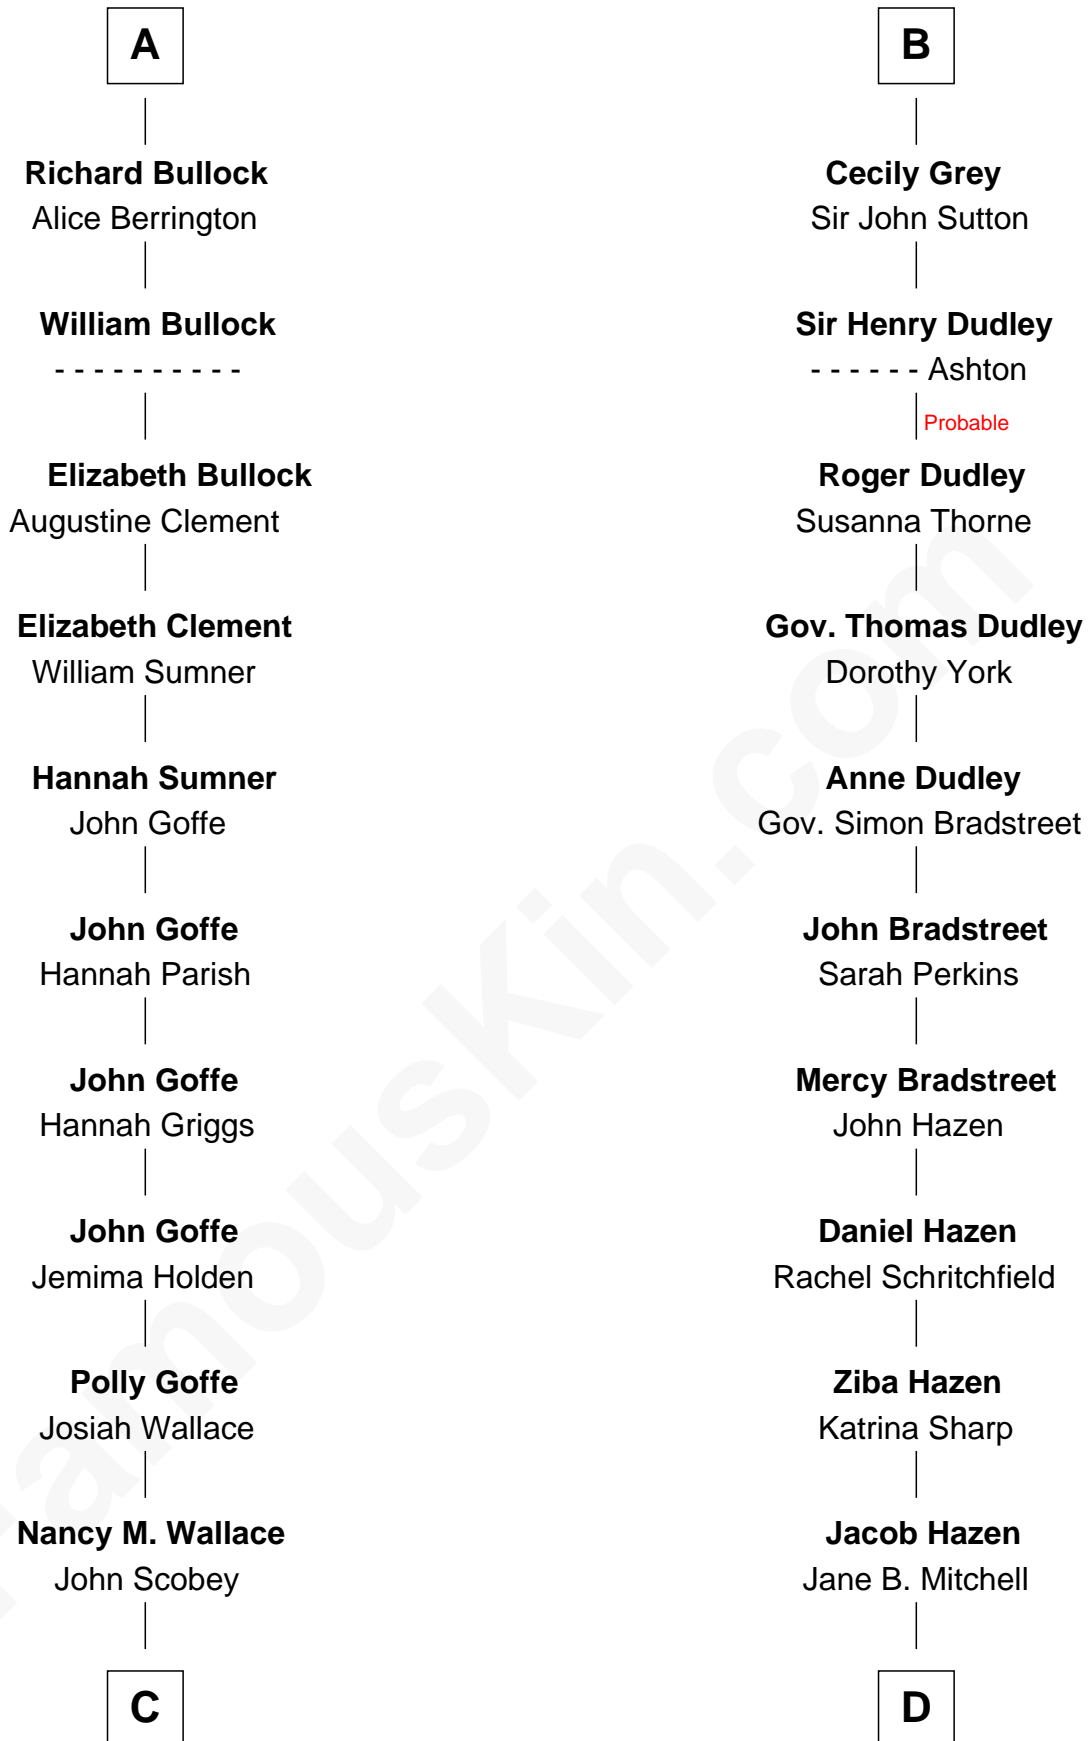 A
Richard Bullock
Alice Berrington
William Bullock
- - - - - - - - - -
Elizabeth Bullock
Augustine Clement
Elizabeth Clement
William Sumner
Hannah Sumner
John Goffe
John Goffe
Hannah Parish
John Goffe
Hannah Griggs
John Goffe
Jemima Holden
Polly Goffe
Josiah Wallace
Nancy M. Wallace
John Scobey
C
B
Cecily Grey
Sir John Sutton
Sir Henry Dudley
- - - - - - Ashton
Probable
Roger Dudley
Susanna Thorne
Gov. Thomas Dudley
Dorothy York
Anne Dudley
Gov. Simon Bradstreet
John Bradstreet
Sarah Perkins
Mercy Bradstreet
John Hazen
Daniel Hazen
Rachel Schritchfield
Ziba Hazen
Katrina Sharp
Jacob Hazen
Jane B. Mitchell
D
FamousKin.com